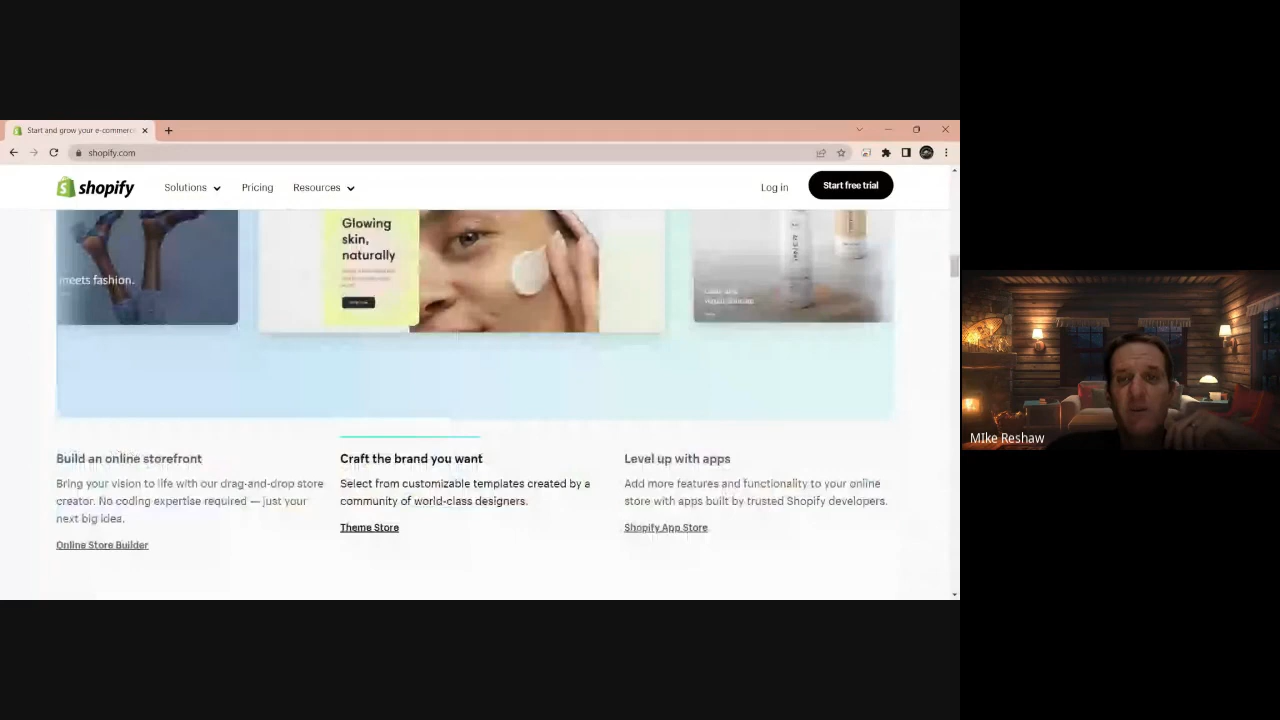 Start and grow your e-commerc
shopify.com
shopify
Solutions
Pricing
Resources
Log in
Start free trial
meets fashion.
Glowing
skin,
naturally
Build an online storefront
Bring your vision to life with our drag-and-drop store
creator. No coding expertise required — just your
next big idea.
Online Store Builder
Craft the brand you want
Select from customizable templates created by a
community of world-class designers.
Theme Store
Level up with apps
Add more features and functionality to your online
store with apps built by trusted Shopify developers.
Shopify App Store
MIke Reshaw